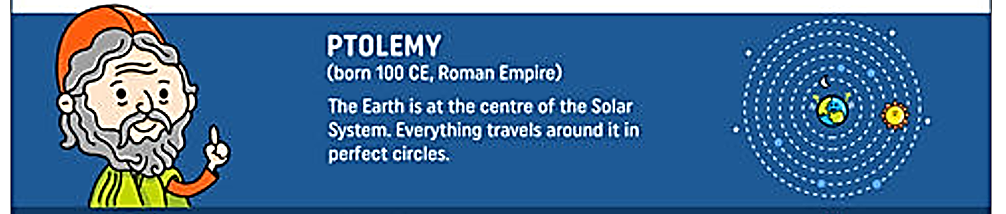 PTOLEMY
(born 100 CE, Roman Empire)
The Earth is at the centre of the Solar
System. Everything travels around it in
perfect circles.